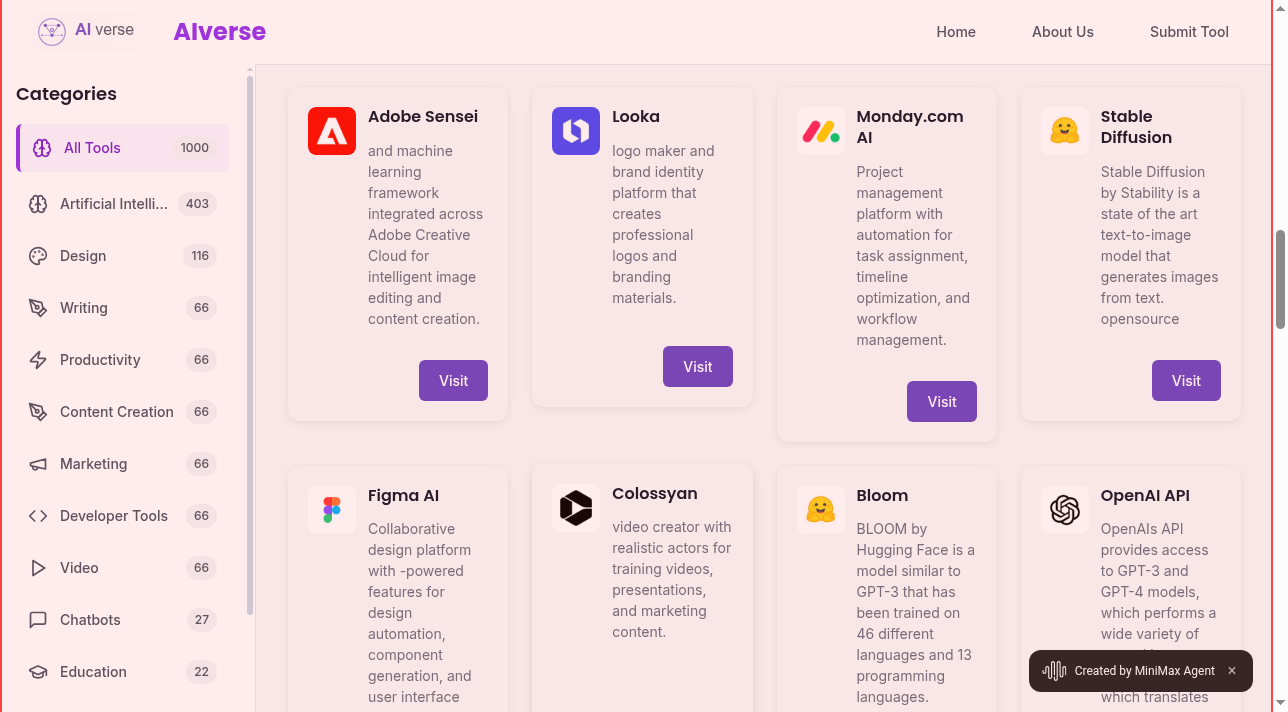 AI verse
AIverse
Home
About Us
Submit Tool
Categories
All Tools
1000
Artificial Intelli...
403
Design
116
Writing
66
Productivity
66
Content Creation
66
Marketing
66
Developer Tools
66
Video
66
Chatbots
27
Education
22
Adobe Sensei
and machine
learning
framework
integrated across
Adobe Creative
Cloud for
intelligent image
editing and
content creation.
Visit
Looka
logo maker and
brand identity
platform that
creates
professional
logos and
branding
materials.
Visit
Monday.com
AI
Project
management
platform with
automation for
task assignment,
timeline
optimization, and
workflow
management.
Visit
Stable
Diffusion
Stable Diffusion
by Stability is a
state of the art
text-to-image
model that
generates images
from text.
opensource
Visit
Figma AI
Collaborative
design platform
with -powered
features for
design
automation,
component
generation, and
user interface
Colossyan
video creator with
realistic actors for
training videos,
presentations,
and marketing
content.
Bloom
BLOOM by
Hugging Face is a
model similar to
GPT-3 that has
been trained on
46 different
languages and 13
programming
languages.
OpenAI API
OpenAIs API
provides access
to GPT-3 and
GPT-4 models,
which performs a
wide variety of
which translates
Created by MiniMax Agent ×